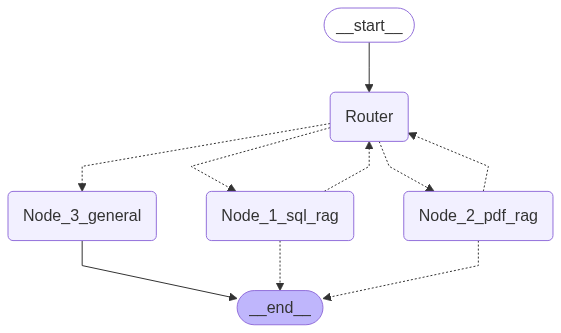 __start__
Router
Node_3_general
Node_1_sql_rag
Node_2_pdf_rag
__end__